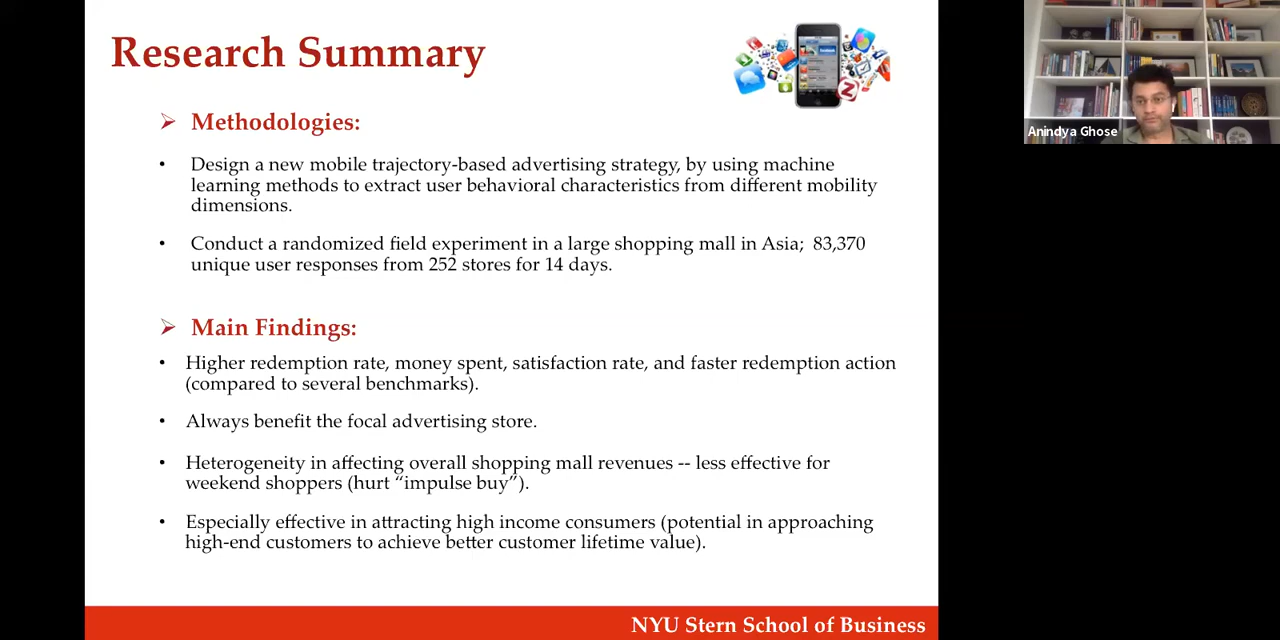 Research Summary
➢ Methodologies:
• Design a new mobile trajectory-based advertising strategy, by using machine
learning methods to extract user behavioral characteristics from different mobility
dimensions.
• Conduct a randomized field experiment in a large shopping mall in Asia; 83,370
unique user responses from 252 stores for 14 days.
➢ Main Findings:
• Higher redemption rate, money spent, satisfaction rate, and faster redemption action
(compared to several benchmarks).
• Always benefit the focal advertising store.
• Heterogeneity in affecting overall shopping mall revenues -- less effective for
weekend shoppers (hurt “impulse buy”).
• Especially effective in attracting high income consumers (potential in approaching
high-end customers to achieve better customer lifetime value).
NYU Stern School of Business
Anindya Ghose